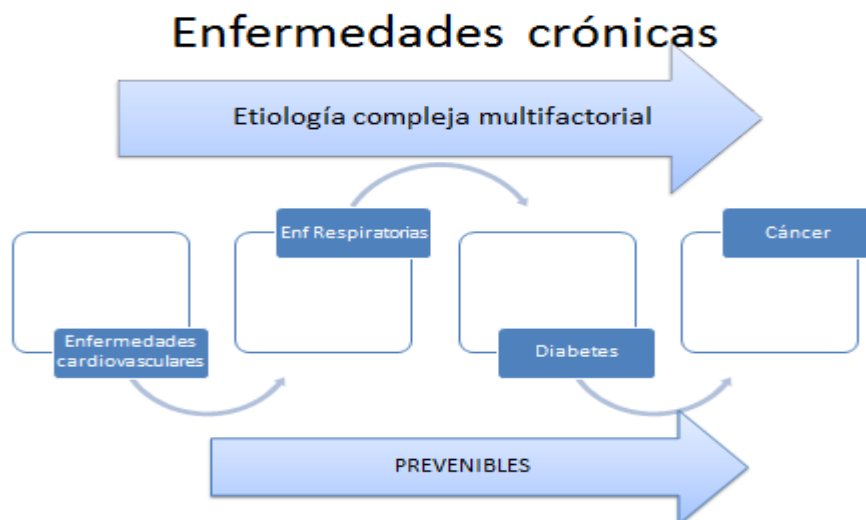 Enfermedades crónicas
Etiología compleja multifactorial
Enf Respiratorias
Cáncer
Enfermedades
cardiovasculares
Diabetes
PREVENIBLES